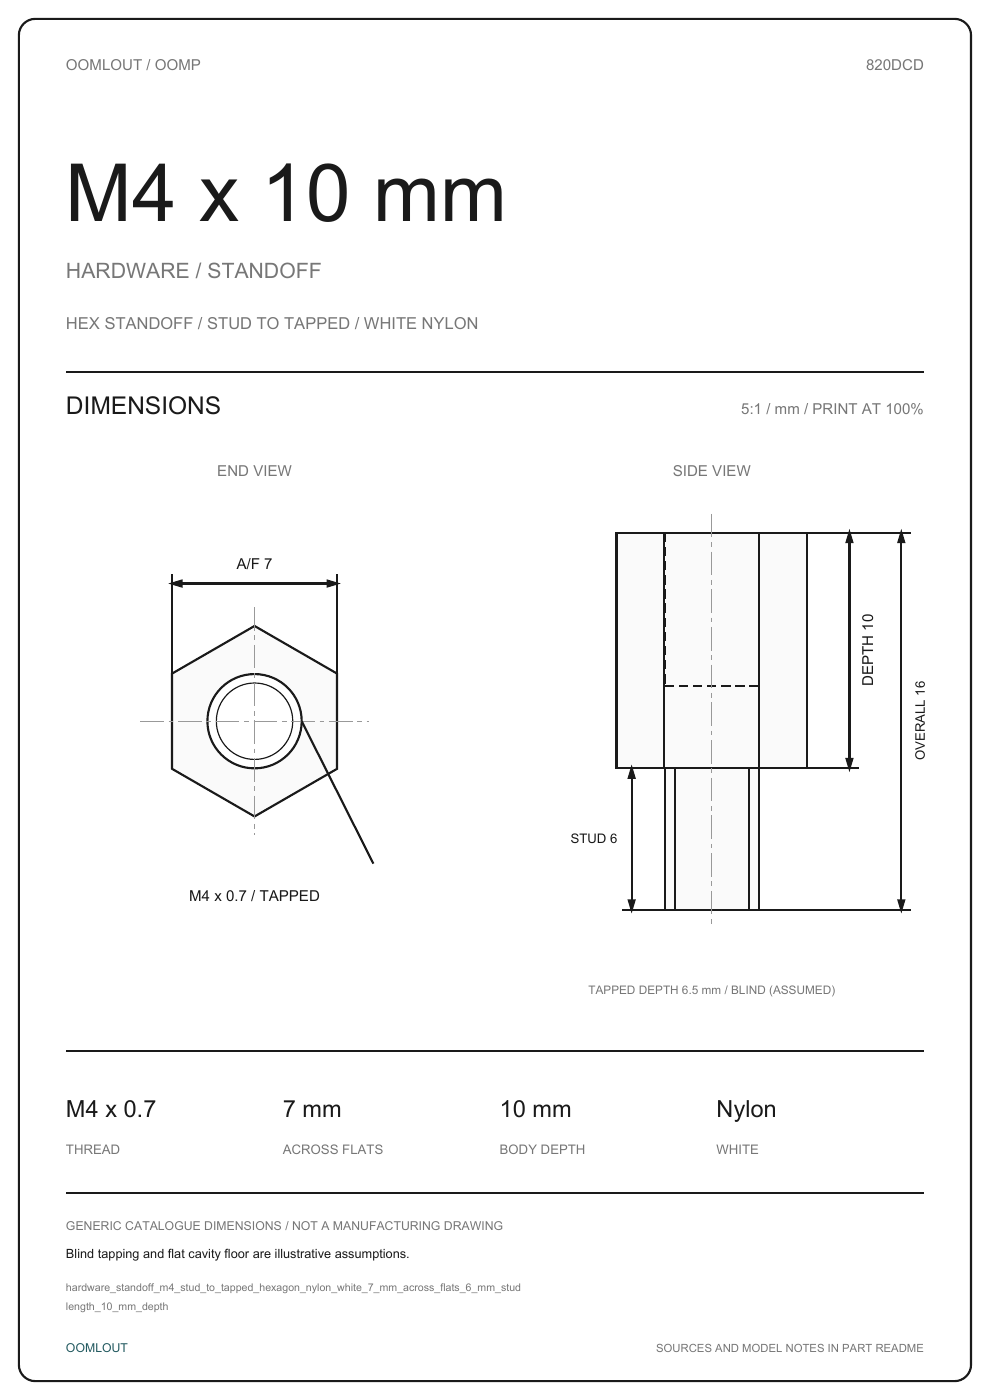 OOMLOUT / OOMP
820DCD
M4 x 10 mm
HARDWARE / STANDOFF
HEX STANDOFF / STUD TO TAPPED / WHITE NYLON
DIMENSIONS
5:1 / mm / PRINT AT 100%
END VIEW
SIDE VIEW
A/F 7
M4 x 0.7 / TAPPED
DEPTH 10
OVERALL 16
STUD 6
TAPPED DEPTH 6.5 mm / BLIND (ASSUMED)
M4 x 0.7
THREAD
7 mm
ACROSS FLATS
10 mm
BODY DEPTH
Nylon
WHITE
GENERIC CATALOGUE DIMENSIONS / NOT A MANUFACTURING DRAWING
Blind tapping and flat cavity floor are illustrative assumptions.
hardware_standoff_m4_stud_to_tapped_hexagon_nylon_white_7_mm_across_flats_6_mm_stud
length_10_mm_depth
OOMLOUT
SOURCES AND MODEL NOTES IN PART README